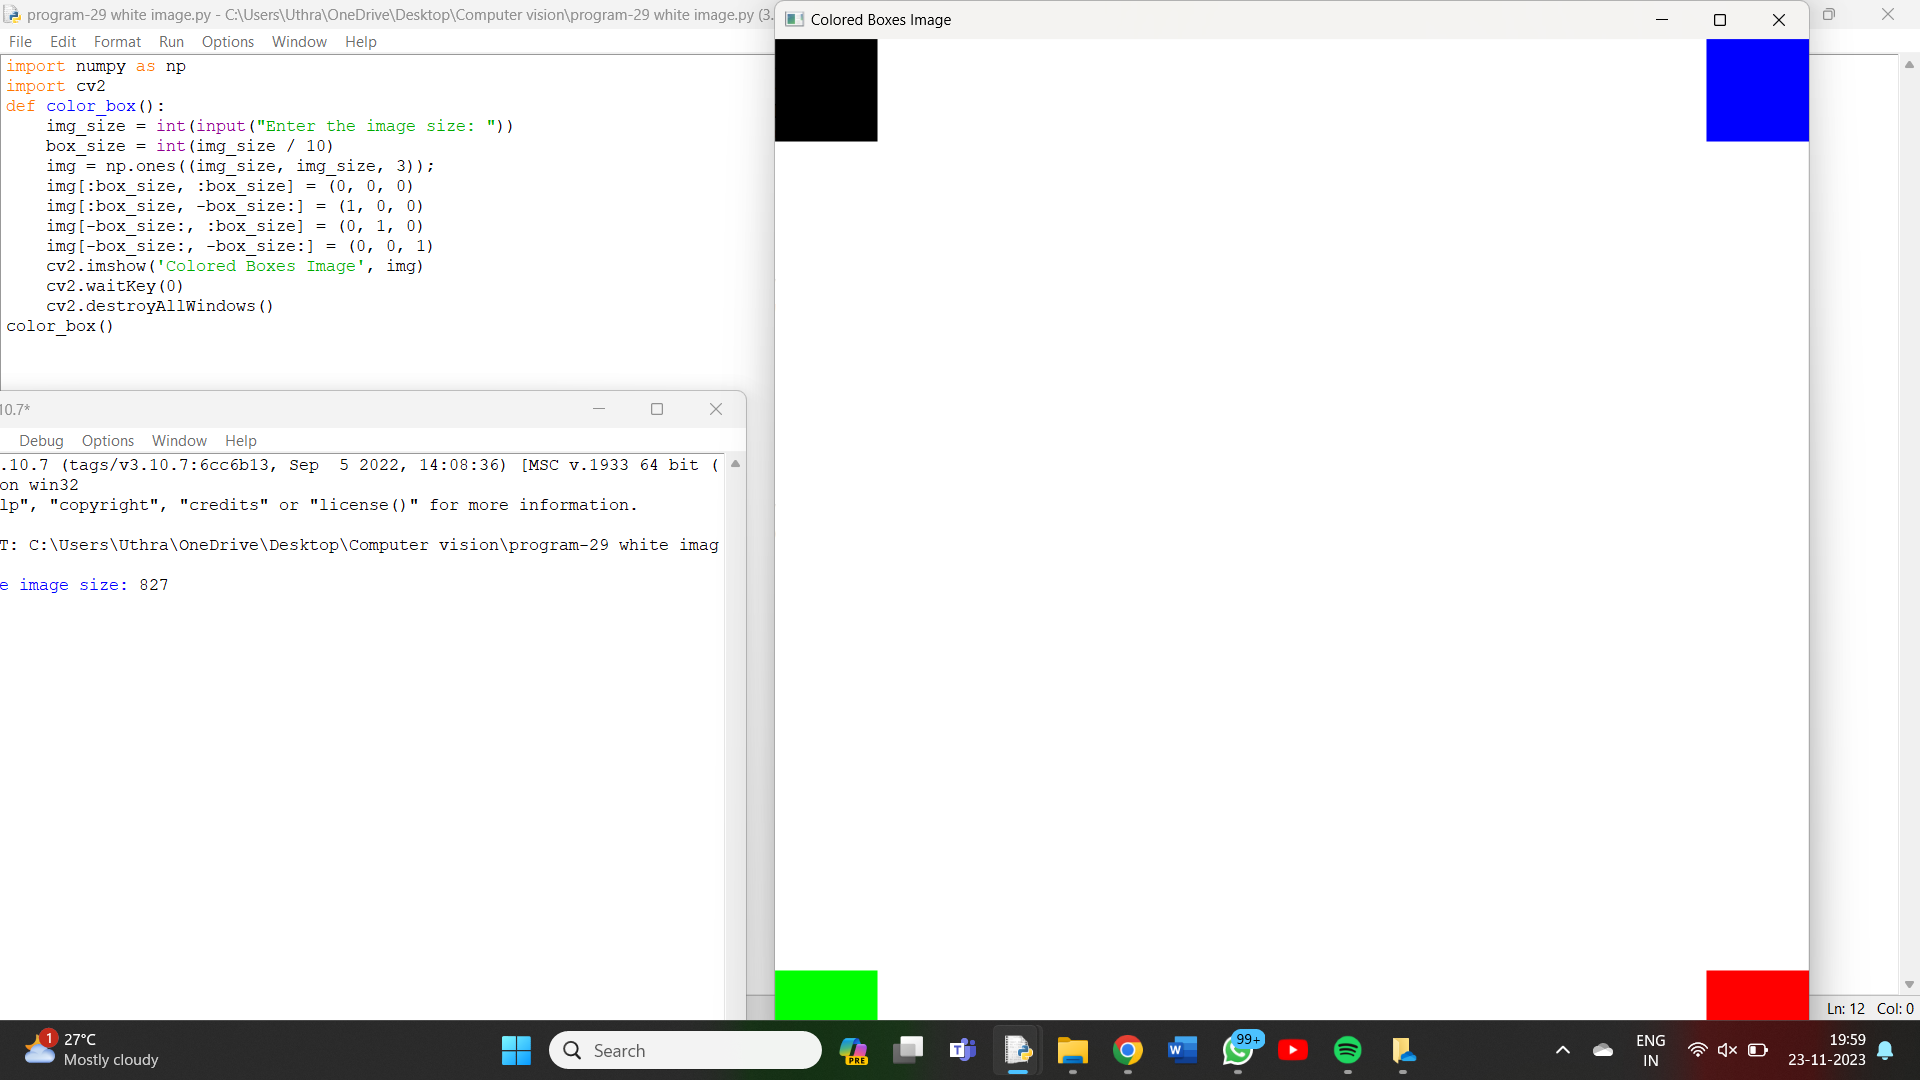 program-29 white image.py - C:\Users\Uthra\OneDrive\Desktop\Computer vision\program-29 white image.py (3.
File Edit Format Run Options Window Help
import numpy as np
import cv2
def color_box():
    img_size = int(input("Enter the image size: "))
    box_size = int(img_size / 10)
    img = np.ones((img_size, img_size, 3));
    img[:box_size, :box_size] = (0, 0, 0)
    img[:box_size, -box_size:] = (1, 0, 0)
    img[-box_size:, :box_size] = (0, 1, 0)
    img[-box_size:, -box_size:] = (0, 0, 1)
    cv2.imshow('Colored Boxes Image', img)
    cv2.waitKey(0)
    cv2.destroyAllWindows()
color_box()
10.7*
Debug Options Window Help
.10.7 (tags/v3.10.7:6cc6b13, Sep  5 2022, 14:08:36) [MSC v.1933 64 bit (
on win32
lp", "copyright", "credits" or "license()" for more information.
T: C:\Users\Uthra\OneDrive\Desktop\Computer vision\program-29 white imag
e image size: 827
Colored Boxes Image
Ln: 12 Col: 0
1
27°C
Mostly cloudy
Search
PRE
T
W
99+
ENG
IN
19:59
23-11-2023